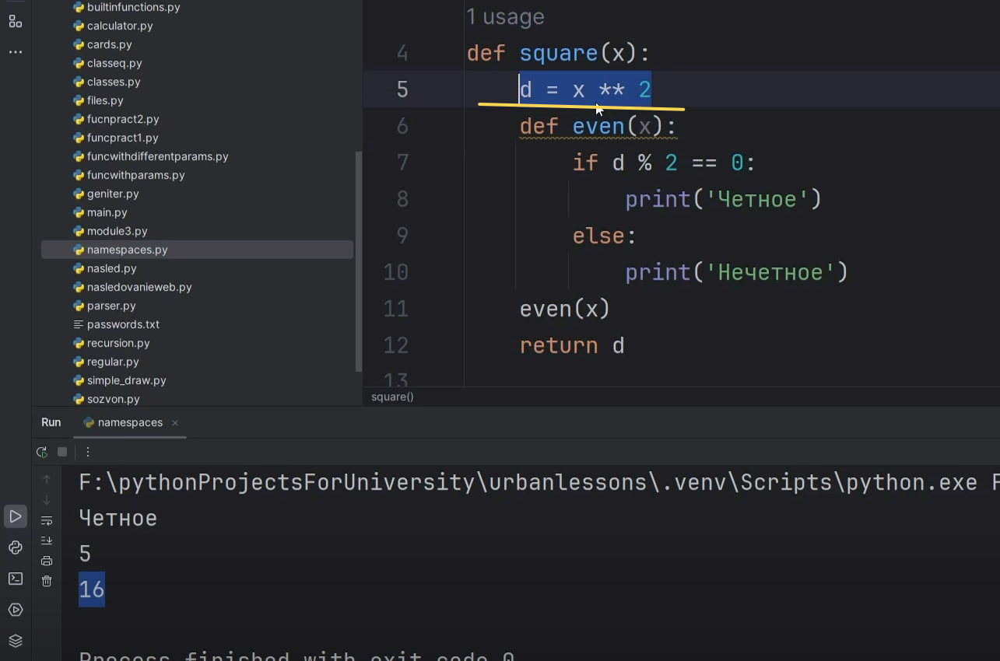 builtinfunctions.py
calculator.py
cards.py
classeq.py
classes.py
files.py
fucnpract2.py
funcpract1.py
funcwithdifferentparams.py
funcwithparams.py
geniter.py
main.py
module3.py
namespaces.py
nasled.py
nasledovanieweb.py
parser.py
passwords.txt
recursion.py
regular.py
simple_draw.py
sozvon.py
1 usage
4 def square(x):
5 d = x ** 2
6 def even(x):
7 if d % 2 == 0:
8 print('Четное')
9 else:
10 print('Нечетное')
11 even(x)
12 return d
13
square()
Run namespaces ×
F:\pythonProjectsForUniversity\urbanlessons\.venv\Scripts\python.exe F
Четное
5
16
Process finished with exit code 0